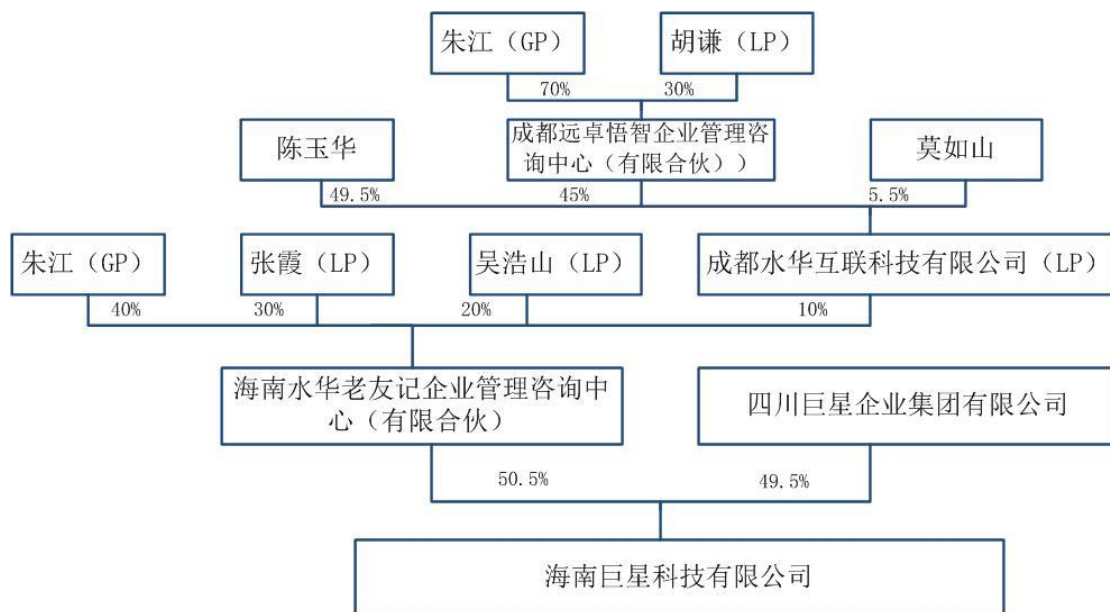 朱江（GP）
胡谦（LP）
70%
30%
陈玉华
成都远卓悟智企业管理咨
询中心（有限合伙））
莫如山
49.5%
45%
5.5%
朱江（GP）
张霞（LP）
吴浩山（LP）
成都水华互联科技有限公司（LP）
40%
30%
20%
10%
海南水华老友记企业管理咨询中
心（有限合伙）
四川巨星企业集团有限公司
50.5%
49.5%
海南巨星科技有限公司